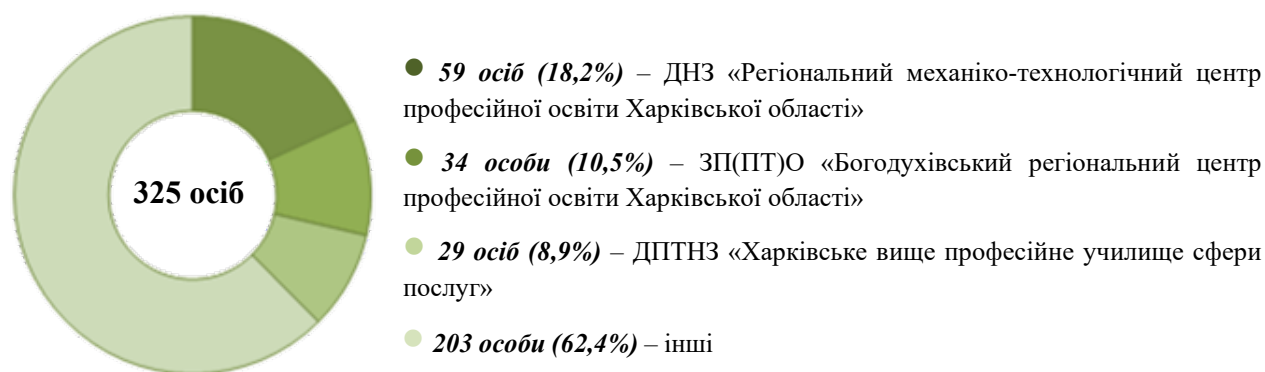 325 осіб
59 осіб (18,2%) – ДНЗ «Регіональний механіко-технологічний центр
професійної освіти Харківської області»
34 особи (10,5%) – ЗП(ПТ)О «Богодухівський регіональний центр
професійної освіти Харківської області»
29 осіб (8,9%) – ДПТНЗ «Харківське вище професійне училище сфери
послуг»
203 особи (62,4%) – інші